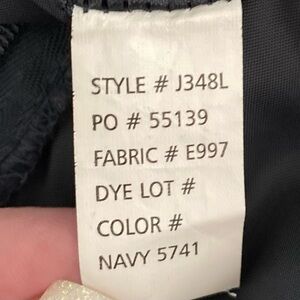 STYLE # J348L
PO # 55139
FABRIC # E997
DYE LOT #
COLOR #
NAVY 5741